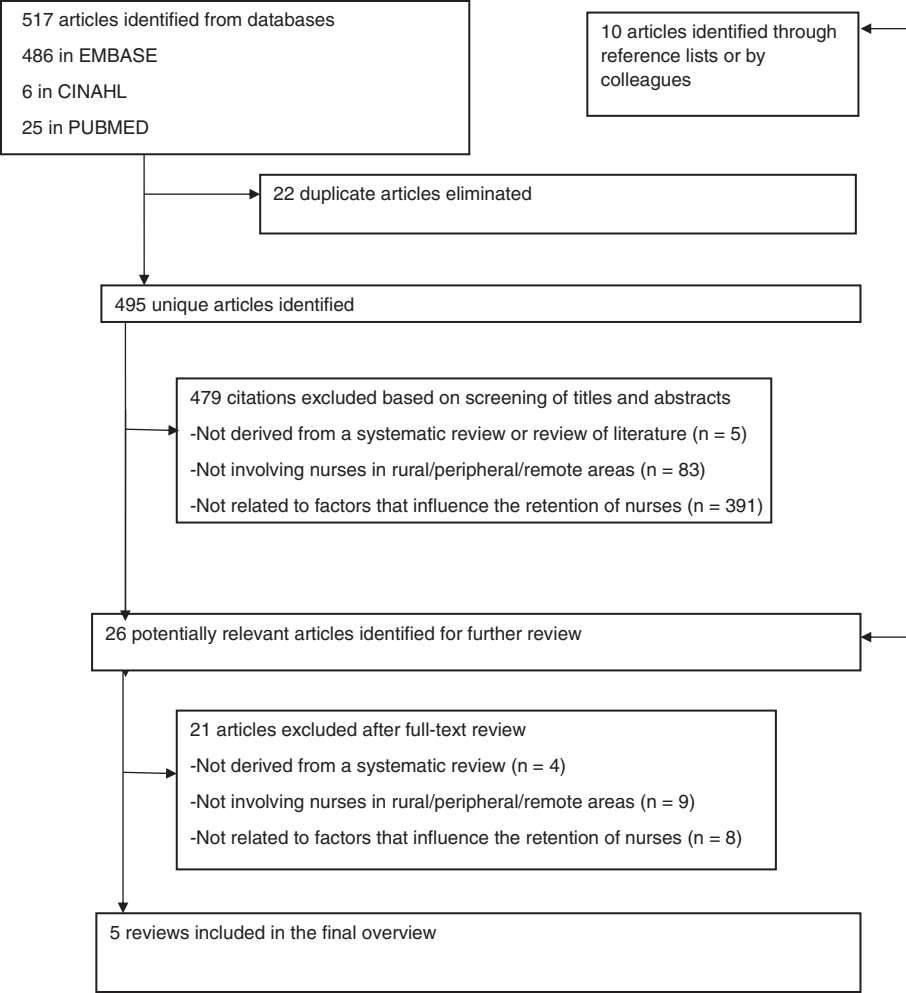 517 articles identified from databases
486 in EMBASE
6 in CINAHL
25 in PUBMED
10 articles identified through
reference lists or by
colleagues
22 duplicate articles eliminated
495 unique articles identified
479 citations excluded based on screening of titles and abstracts
-Not derived from a systematic review or review of literature (n = 5)
-Not involving nurses in rural/peripheral/remote areas (n = 83)
-Not related to factors that influence the retention of nurses (n = 391)
26 potentially relevant articles identified for further review
21 articles excluded after full-text review
-Not derived from a systematic review (n = 4)
-Not involving nurses in rural/peripheral/remote areas (n = 9)
-Not related to factors that influence the retention of nurses (n = 8)
5 reviews included in the final overview